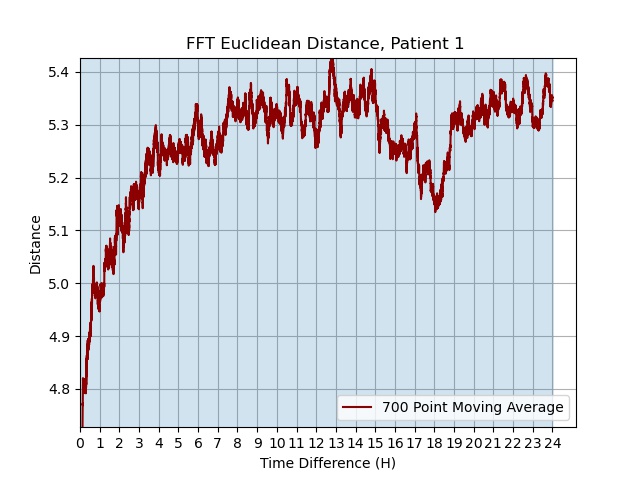 FFT Euclidean Distance, Patient 1
5.4
5.3
5.2
5.1
5.0
4.9
4.8
Distance
700 Point Moving Average
0 1 2 3 4 5 6 7 8 9 10 11 12 13 14 15 16 17 18 19 20 21 22 23 24
Time Difference (H)